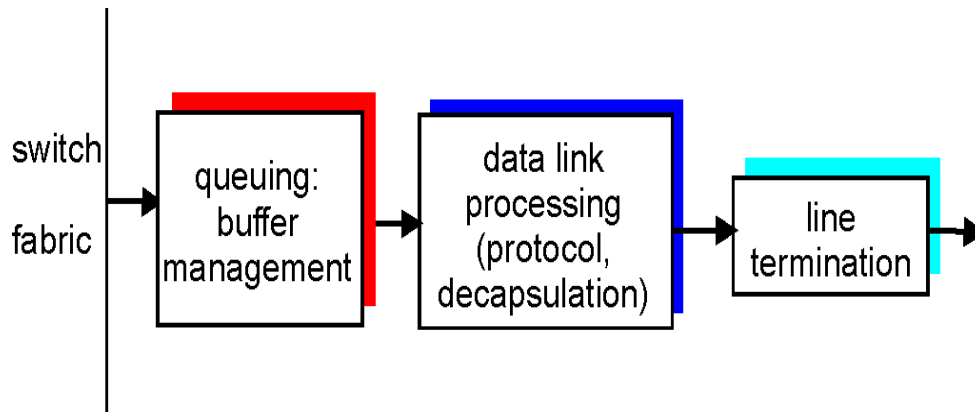 switch
fabric
queuing:
buffer
management
data link
processing
(protocol,
decapsulation)
line
termination